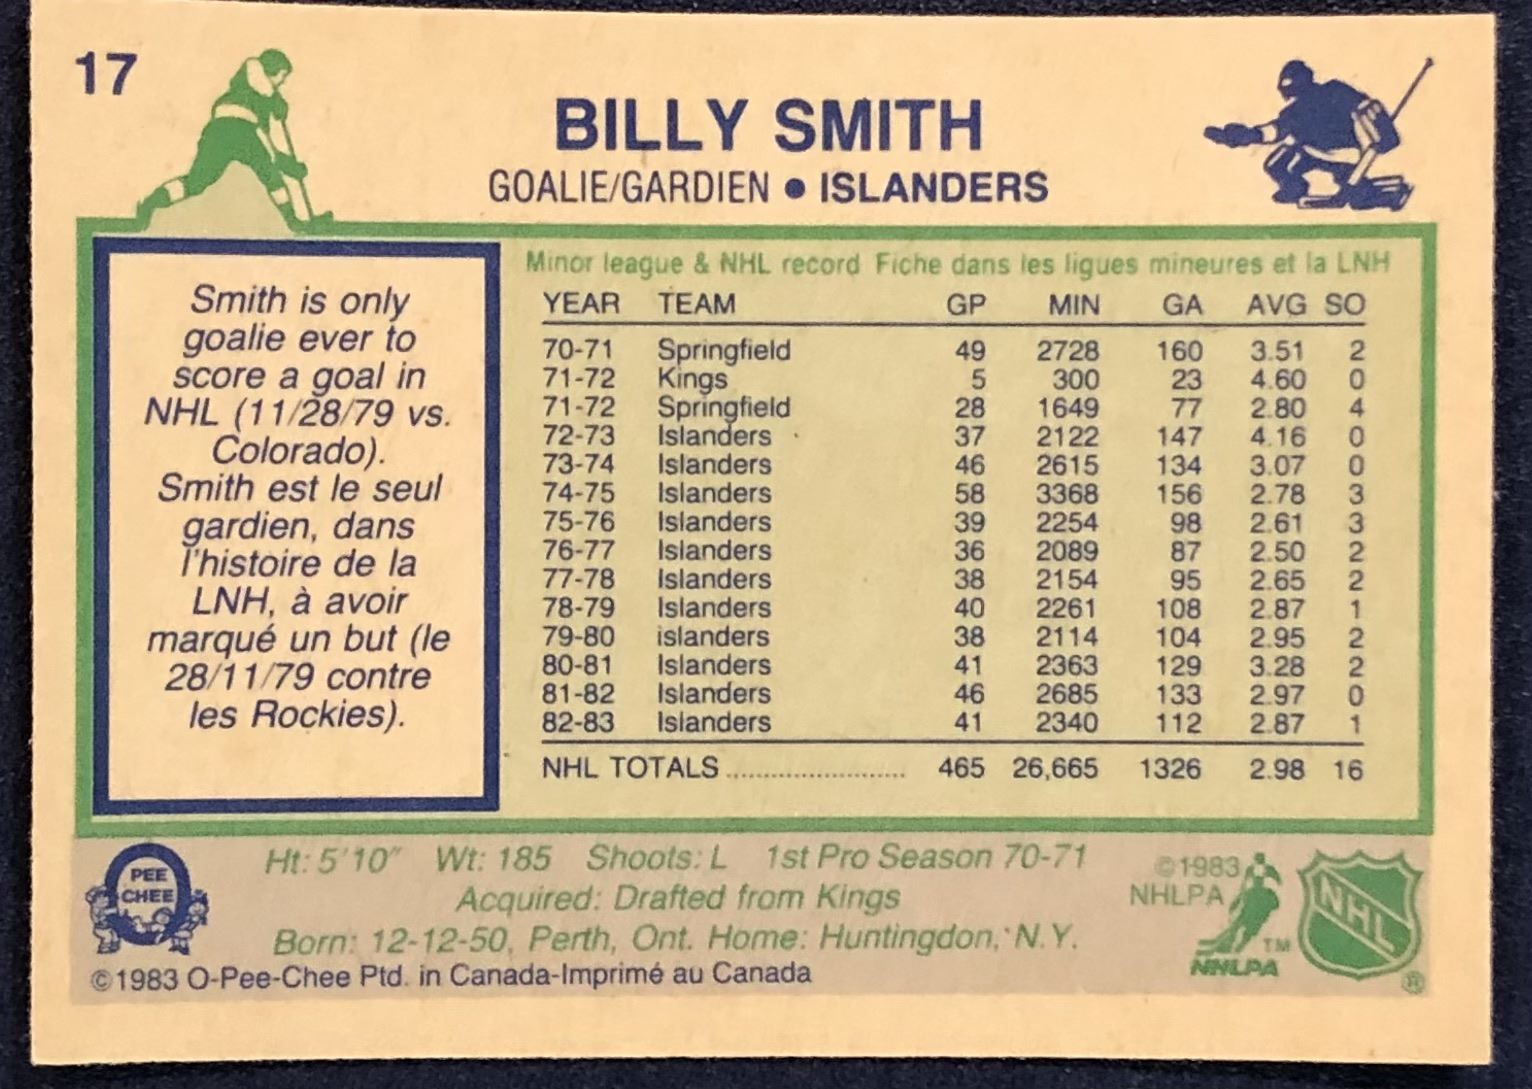 17
BILLY SMITH
GOALIE/GARDIEN • ISLANDERS
Smith is only
goalie ever to
score a goal in
NHL (11/28/79 vs.
Colorado).
Smith est le seul
gardien, dans
l'histoire de la
LNH, à avoir
marqué un but (le
28/11/79 contre
les Rockies).
Minor league & NHL record Fiche dans les ligues mineures et la LNH
YEAR TEAM GP MIN GA AVG SO
70-71 Springfield 49 2728 160 3.51 2
71-72 Kings 5 300 23 4.60 0
71-72 Springfield 28 1649 77 2.80 4
72-73 Islanders 37 2122 147 4.16 0
73-74 Islanders 46 2615 134 3.07 0
74-75 Islanders 58 3368 156 2.78 3
75-76 Islanders 39 2254 98 2.61 3
76-77 Islanders 36 2089 87 2.50 2
77-78 Islanders 38 2154 95 2.65 2
78-79 Islanders 40 2261 108 2.87 1
79-80 islanders 38 2114 104 2.95 2
80-81 Islanders 41 2363 129 3.28 2
81-82 Islanders 46 2685 133 2.97 0
82-83 Islanders 41 2340 112 2.87 1
NHL TOTALS........................ 465 26,665 1326 2.98 16
PEE
CHEE
Ht: 5'10" Wt: 185 Shoots: L 1st Pro Season 70-71
Acquired: Drafted from Kings
Born: 12-12-50, Perth, Ont. Home: Huntingdon, N.Y.
©1983 O-Pee-Chee Ptd. in Canada-Imprimé au Canada
©1983
NHLPA
TM
NHLPA
NHL
®